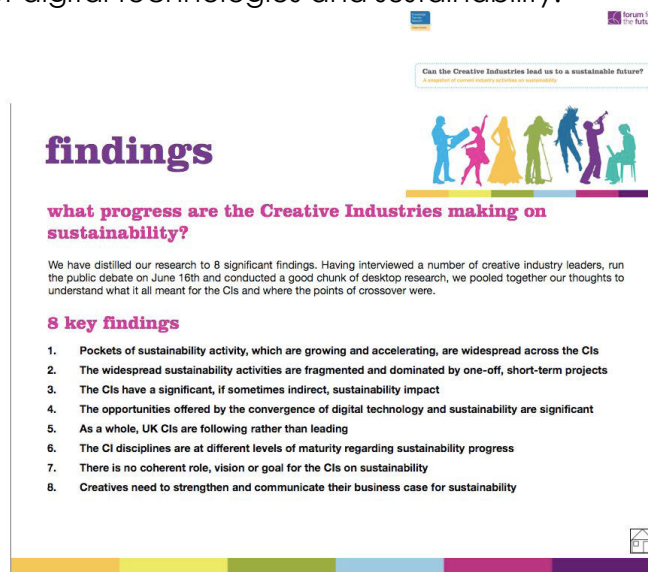 of digital technologies and sustainability.
forum f
the futu
Can the Creative Industries lead us to a sustainable future?
A snapshot of current industry activities on sustainability
findings
what progress are the Creative Industries making on
sustainability?
We have distilled our research to 8 significant findings. Having interviewed a number of creative industry leaders, run
the public debate on June 16th and conducted a good chunk of desktop research, we pooled together our thoughts to
understand what it all meant for the CIs and where the points of crossover were.
8 key findings
1. Pockets of sustainability activity, which are growing and accelerating, are widespread across the CIs
2. The widespread sustainability activities are fragmented and dominated by one-off, short-term projects
3. The CIs have a significant, if sometimes indirect, sustainability impact
4. The opportunities offered by the convergence of digital technology and sustainability are significant
5. As a whole, UK CIs are following rather than leading
6. The CI disciplines are at different levels of maturity regarding sustainability progress
7. There is no coherent role, vision or goal for the CIs on sustainability
8. Creatives need to strengthen and communicate their business case for sustainability